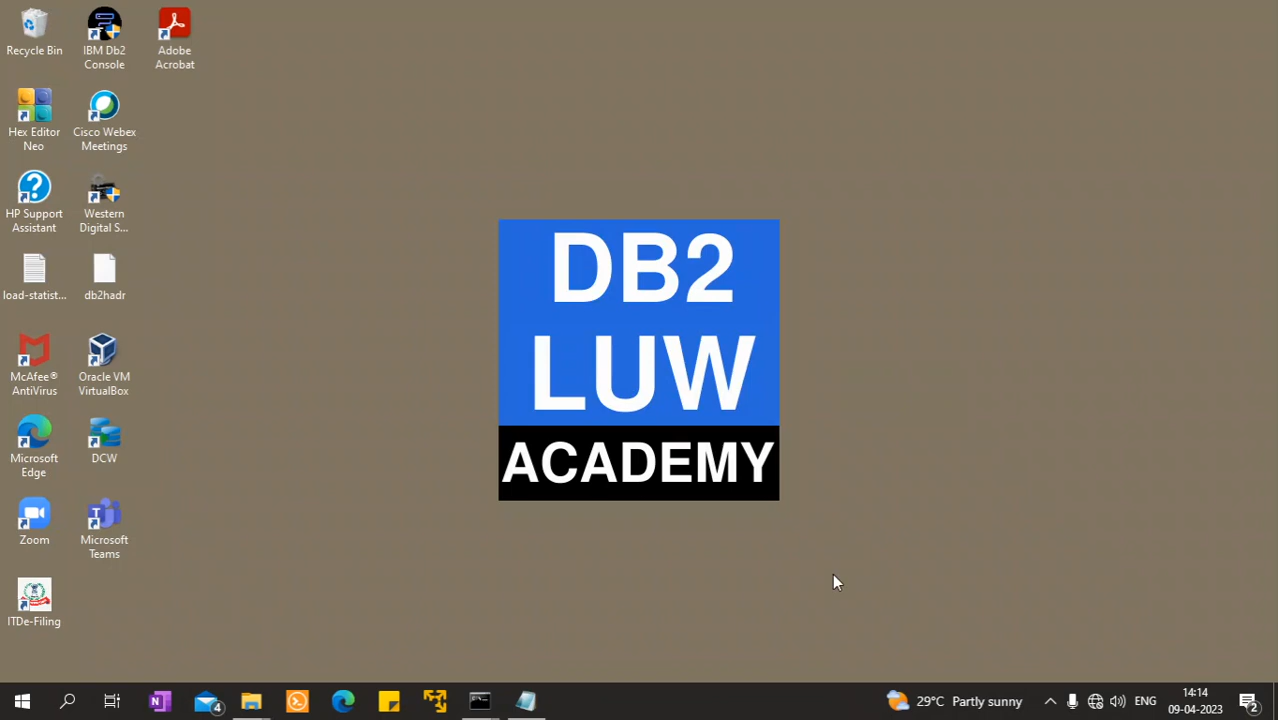 Recycle Bin
IBM Db2
Console
Adobe
Acrobat
Hex Editor
Neo
Cisco Webex
Meetings
HP Support
Assistant
Western
Digital S...
load-statist...
db2hadr
McAfee®
AntiVirus
Oracle VM
VirtualBox
Microsoft
Edge
DCW
Zoom
Microsoft
Teams
ITDe-Filing
DB2
LUW
ACADEMY
4
29°C Partly sunny
ENG
14:14
09-04-2023
2